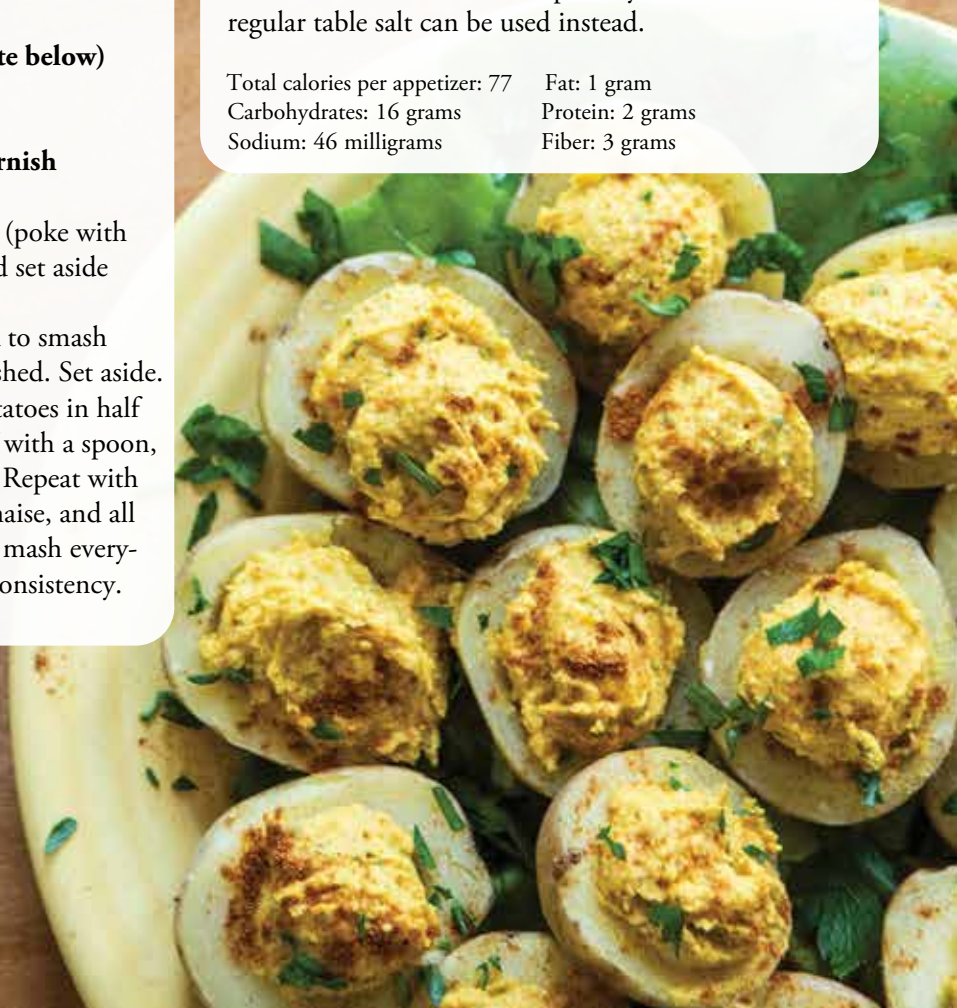 te below)
rnish
(poke with
d set aside
to smash
shed. Set aside.
tatoes in half
with a spoon,
Repeat with
naise, and all
mash every-
onsistency.
regular table salt can be used instead.
Total calories per appetizer: 77 Fat: 1 gram
Carbohydrates: 16 grams Protein: 2 grams
Sodium: 46 milligrams Fiber: 3 grams